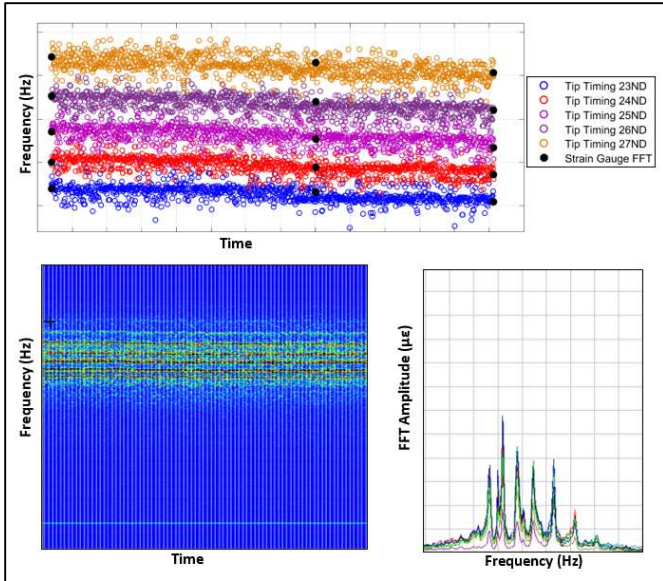 Frequency (Hz)
Tip Timing 23ND
Tip Timing 24ND
Tip Timing 25ND
Tip Timing 26ND
Tip Timing 27ND
Strain Gauge FFT
Time
Frequency (Hz)
Time
FFT Amplitude (με)
Frequency (Hz)